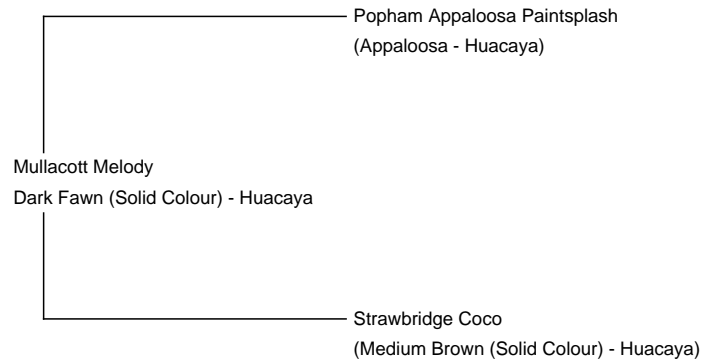 Popham Appaloosa Paintsplash
(Appaloosa - Huacaya)
Mullacott Melody
Dark Fawn (Solid Colour) - Huacaya
Strawbridge Coco
(Medium Brown (Solid Colour) - Huacaya)